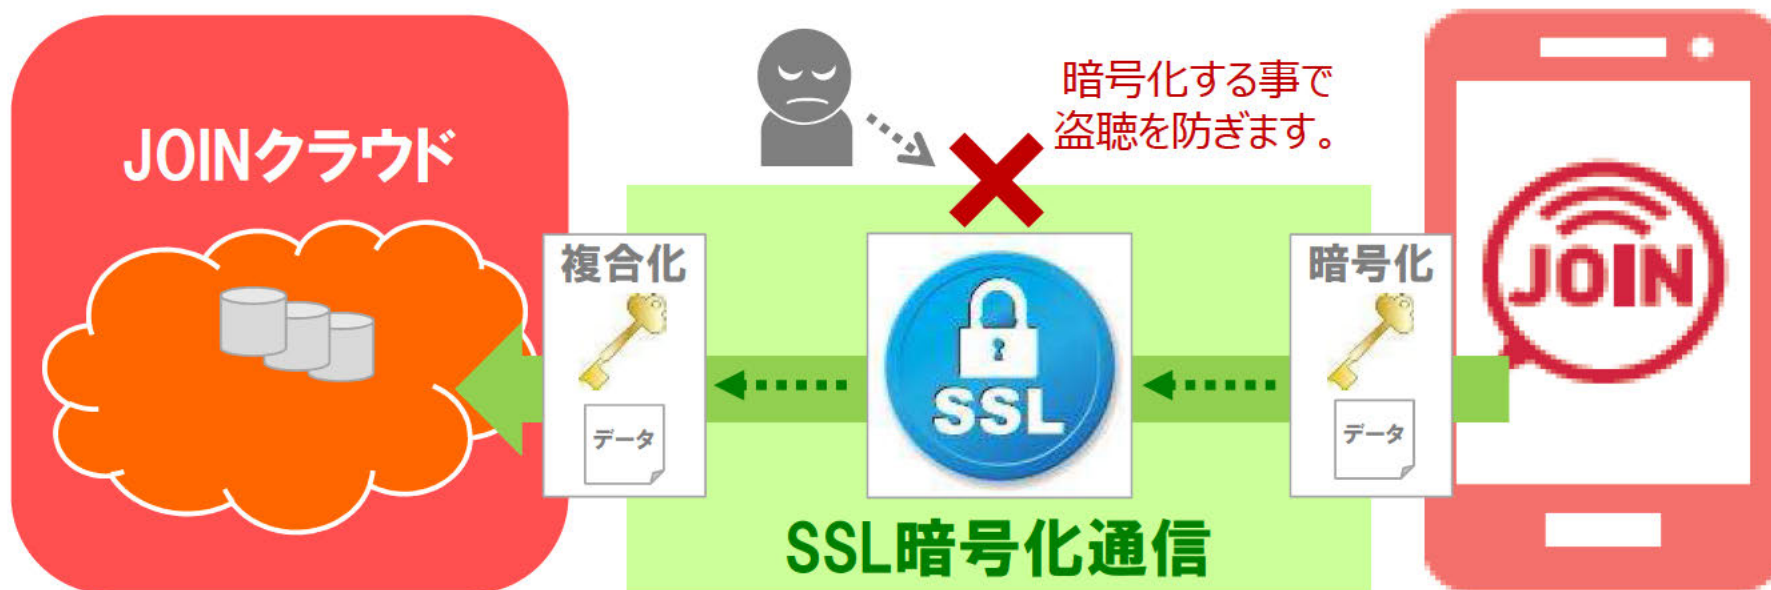 JOINクラウド
暗号化する事で
盗聴を防ぎます。
複合化
データ
SSL
暗号化
データ
JOIN
SSL暗号化通信